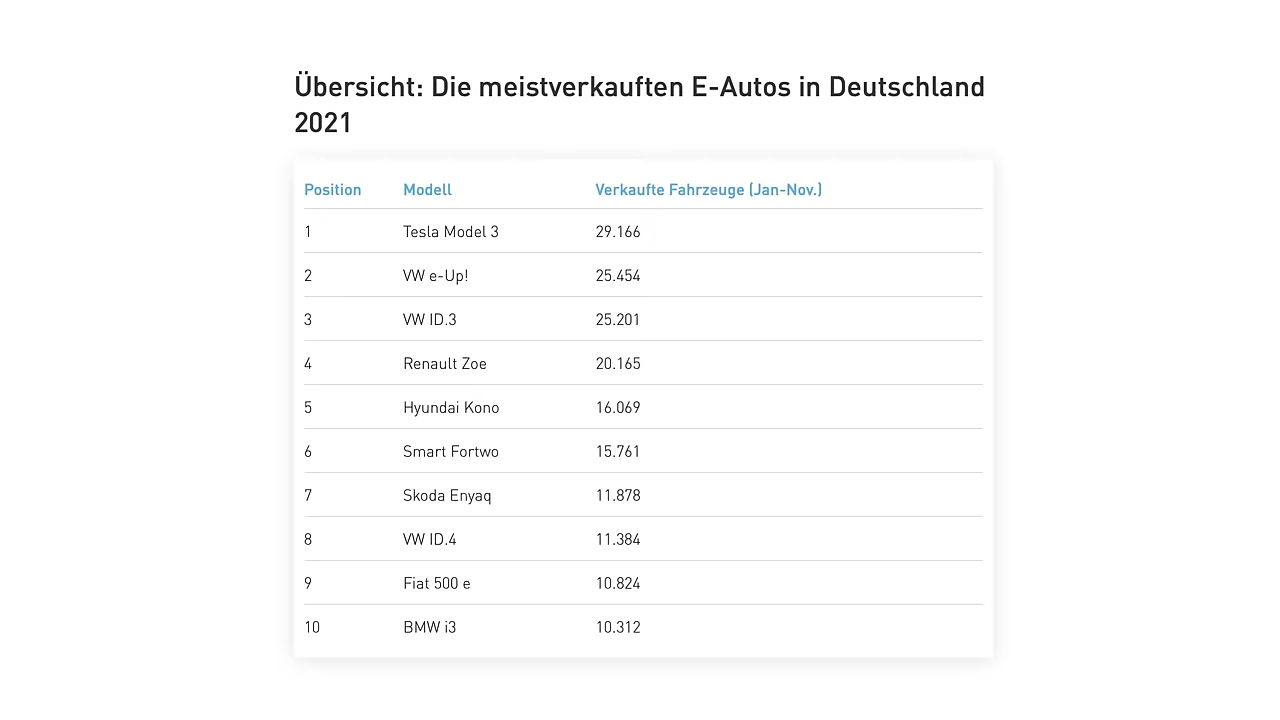 Übersicht: Die meistverkauften E-Autos in Deutschland
2021
Position Modell Verkaufte Fahrzeuge (Jan-Nov.)
1 Tesla Model 3 29.166
2 VW e-Up! 25.454
3 VW ID.3 25.201
4 Renault Zoe 20.165
5 Hyundai Kono 16.069
6 Smart Fortwo 15.761
7 Skoda Enyaq 11.878
8 VW ID.4 11.384
9 Fiat 500 e 10.824
10 BMW i3 10.312